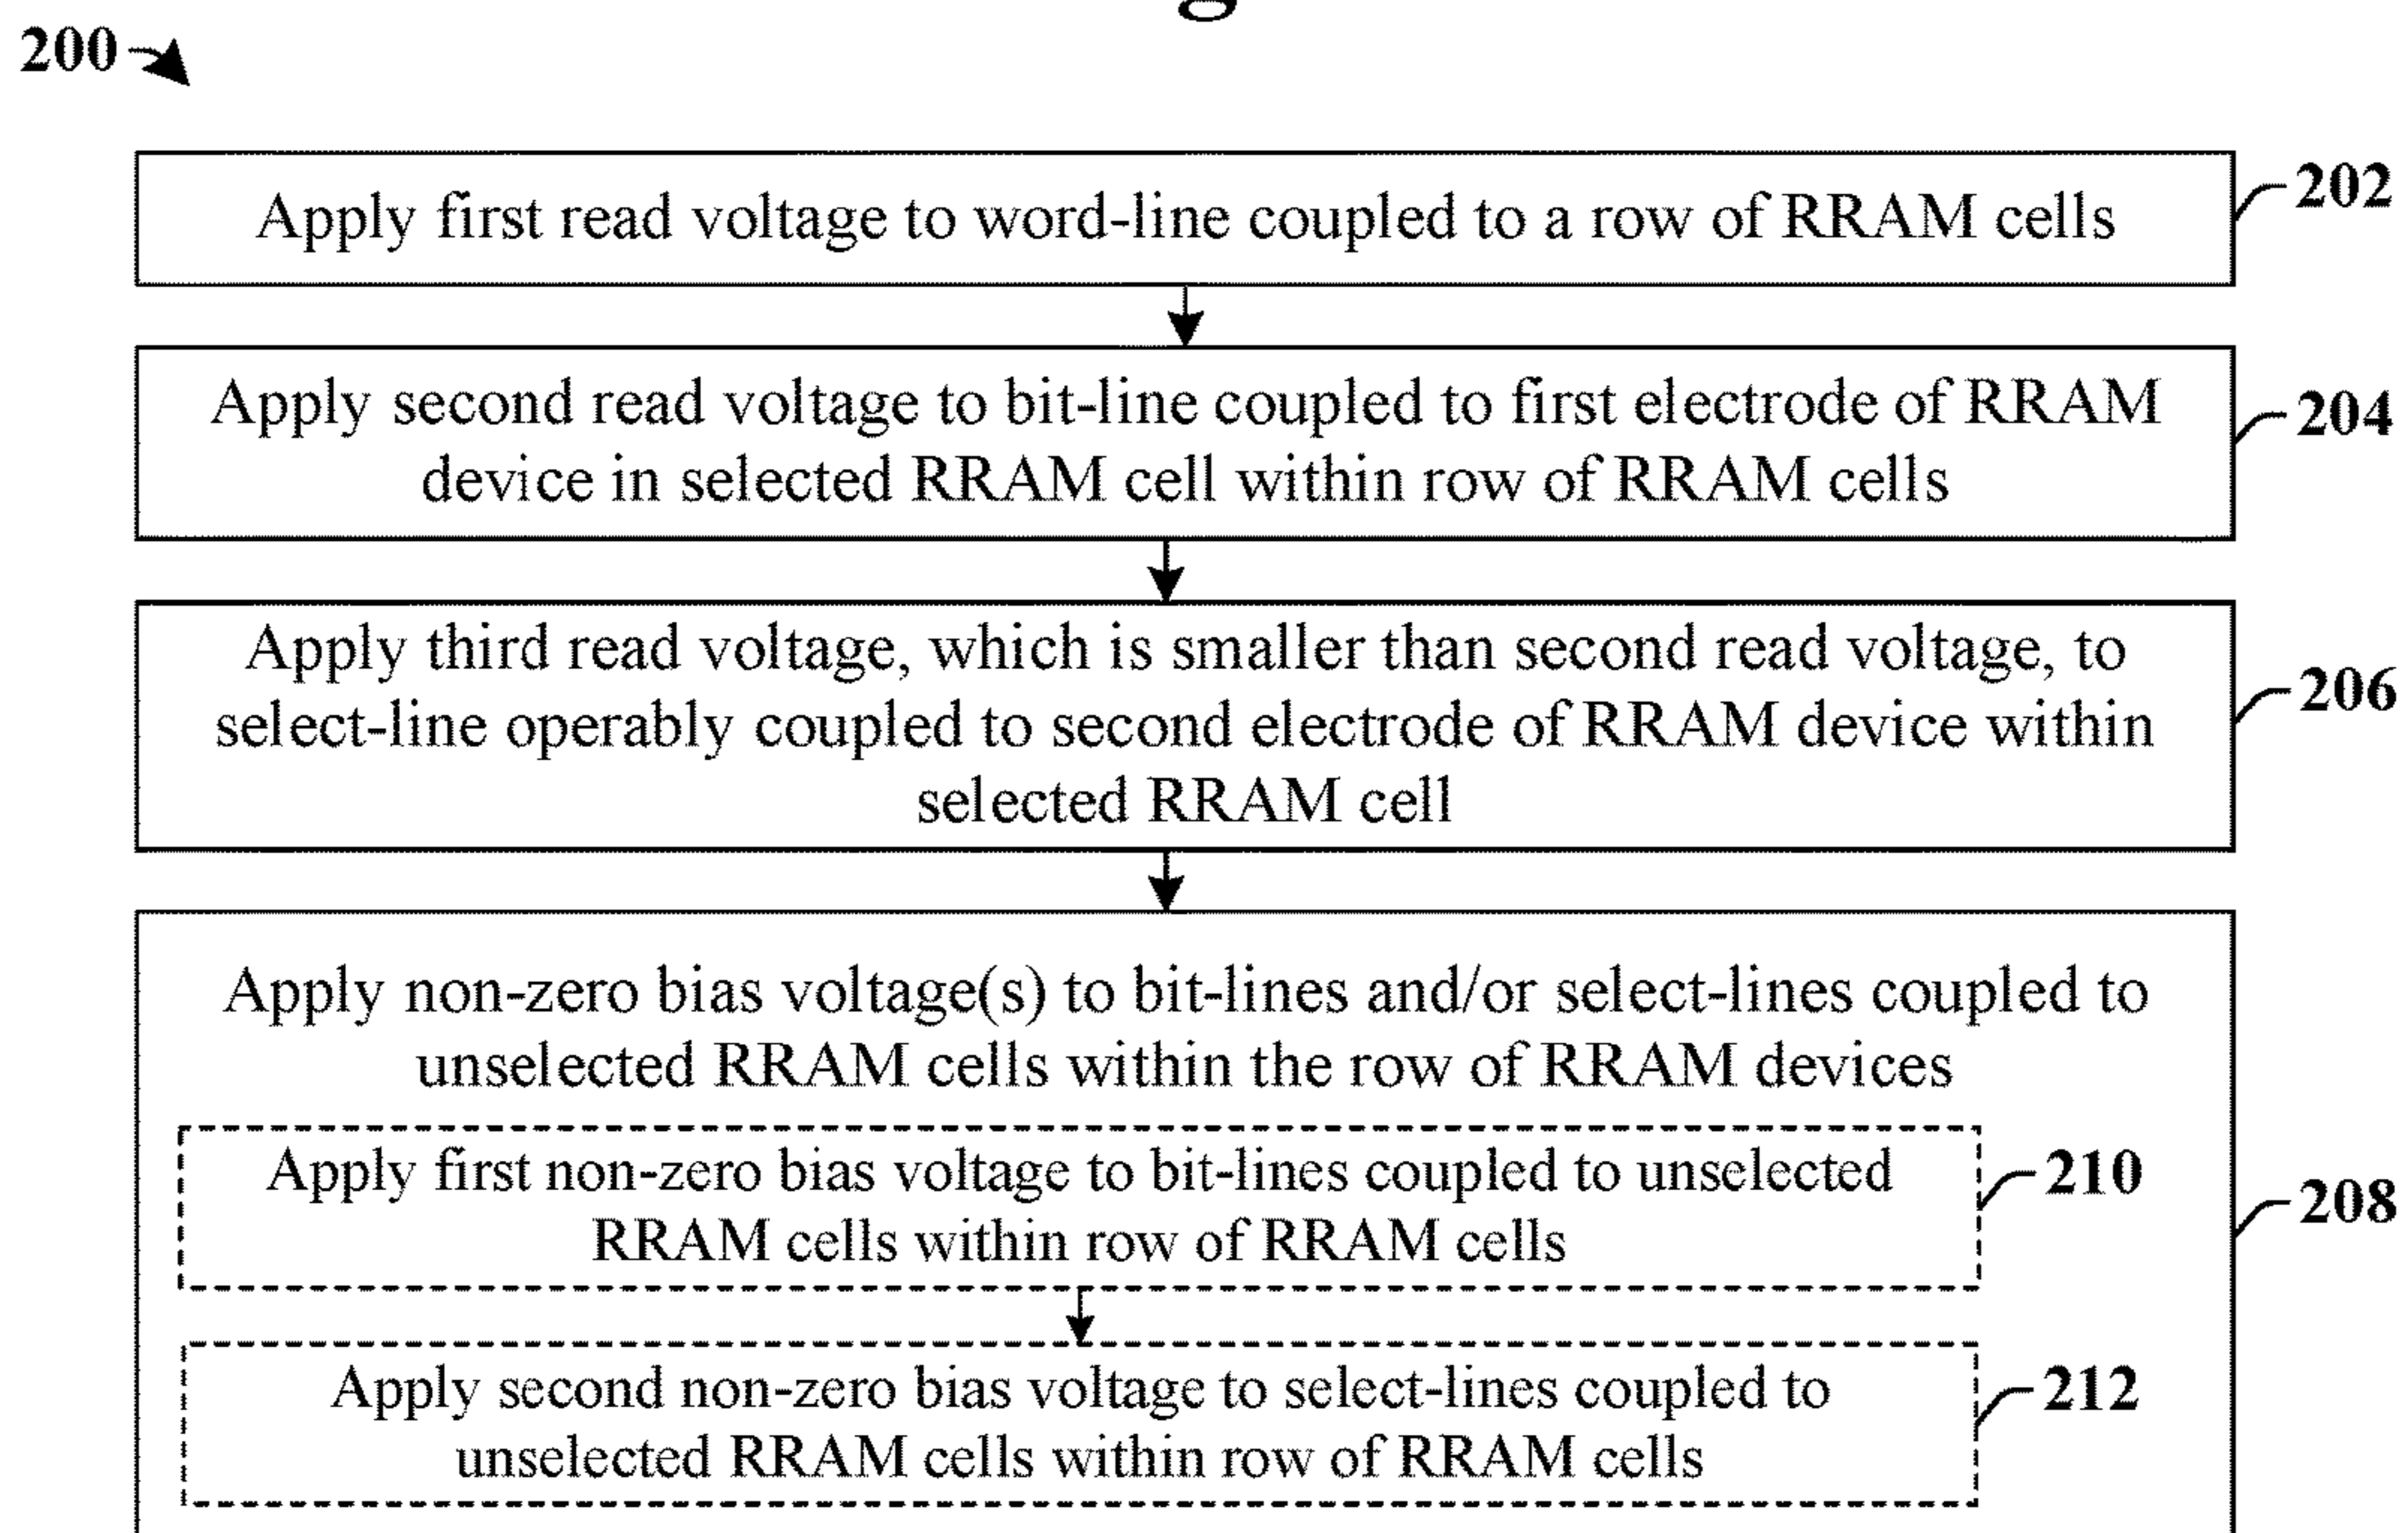 200
Apply first read voltage to word-line coupled to a row of RRAM cells
202
Apply second read voltage to bit-line coupled to first electrode of RRAM
device in selected RRAM cell within row of RRAM cells
204
Apply third read voltage, which is smaller than second read voltage, to
select-line operably coupled to second electrode of RRAM device within
selected RRAM cell
206
Apply non-zero bias voltage(s) to bit-lines and/or select-lines coupled to
unselected RRAM cells within the row of RRAM devices
208
Apply first non-zero bias voltage to bit-lines coupled to unselected
RRAM cells within row of RRAM cells
210
Apply second non-zero bias voltage to select-lines coupled to
unselected RRAM cells within row of RRAM cells
212